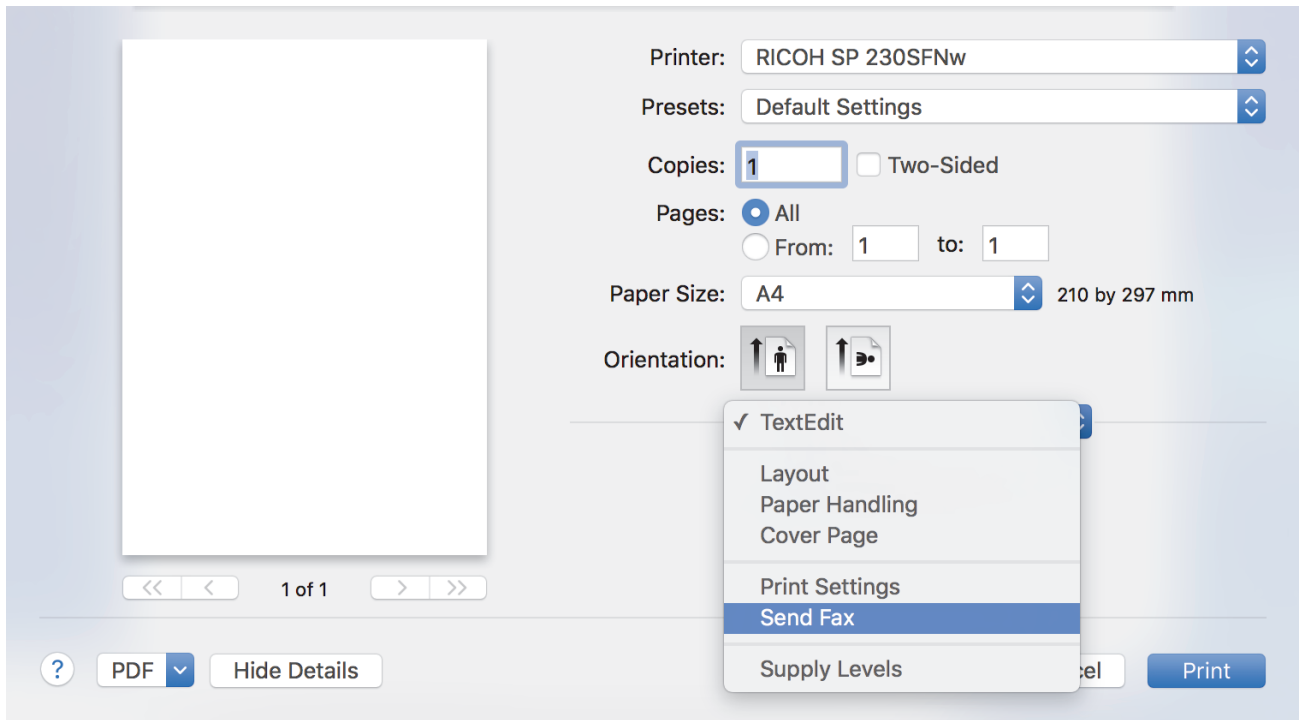 Printer: RICOH SP 230SFNw
Presets: Default Settings
Copies: 1 Two-Sided
Pages: All
From: 1 to: 1
Paper Size: A4 210 by 297 mm
Orientation:
✓ TextEdit
Layout
Paper Handling
Cover Page
Print Settings
Send Fax
Supply Levels
<< < 1 of 1 > >>
? PDF Hide Details cel Print